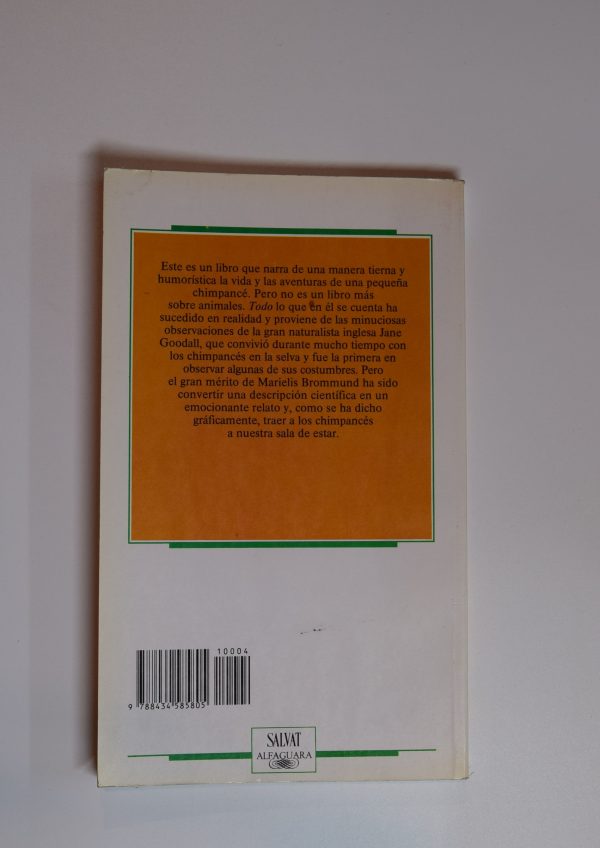 Este es un libro que narra de una manera tierna y
humorística la vida y las aventuras de una pequeña
chimpancé. Pero no es un libro más
sobre animales. Todo lo que en él se cuenta ha
sucedido en realidad y proviene de las minuciosas
observaciones de la gran naturalista inglesa Jane
Goodall, que convivió durante mucho tiempo con
los chimpancés en la selva y fue la primera en
observar algunas de sus costumbres. Pero
el gran mérito de Marielis Brommund ha sido
convertir una descripción científica en un
emocionante relato y, como se ha dicho
gráficamente, traer a los chimpancés
a nuestra sala de estar.
10004
9 788434 585805
SALVAT
ALFAGUARA